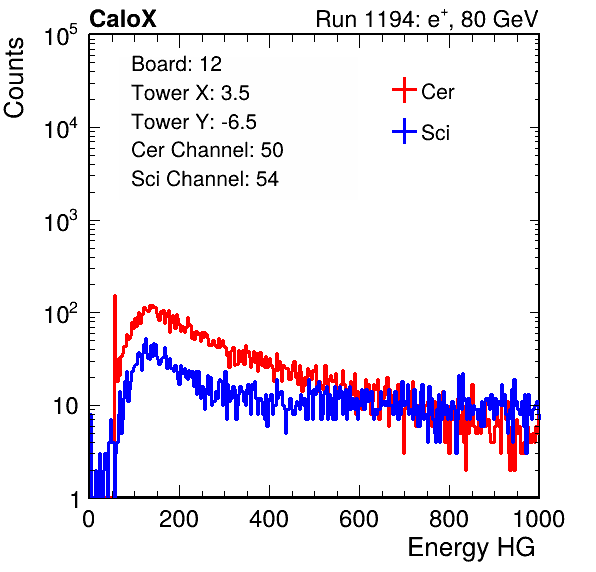 CaloX Run 1194: e+, 80 GeV
Counts
Board: 12
Tower X: 3.5
Tower Y: -6.5
Cer Channel: 50
Sci Channel: 54
Cer
Sci
10^5
10^4
10^3
10^2
10
1
0 200 400 600 800 1000
Energy HG